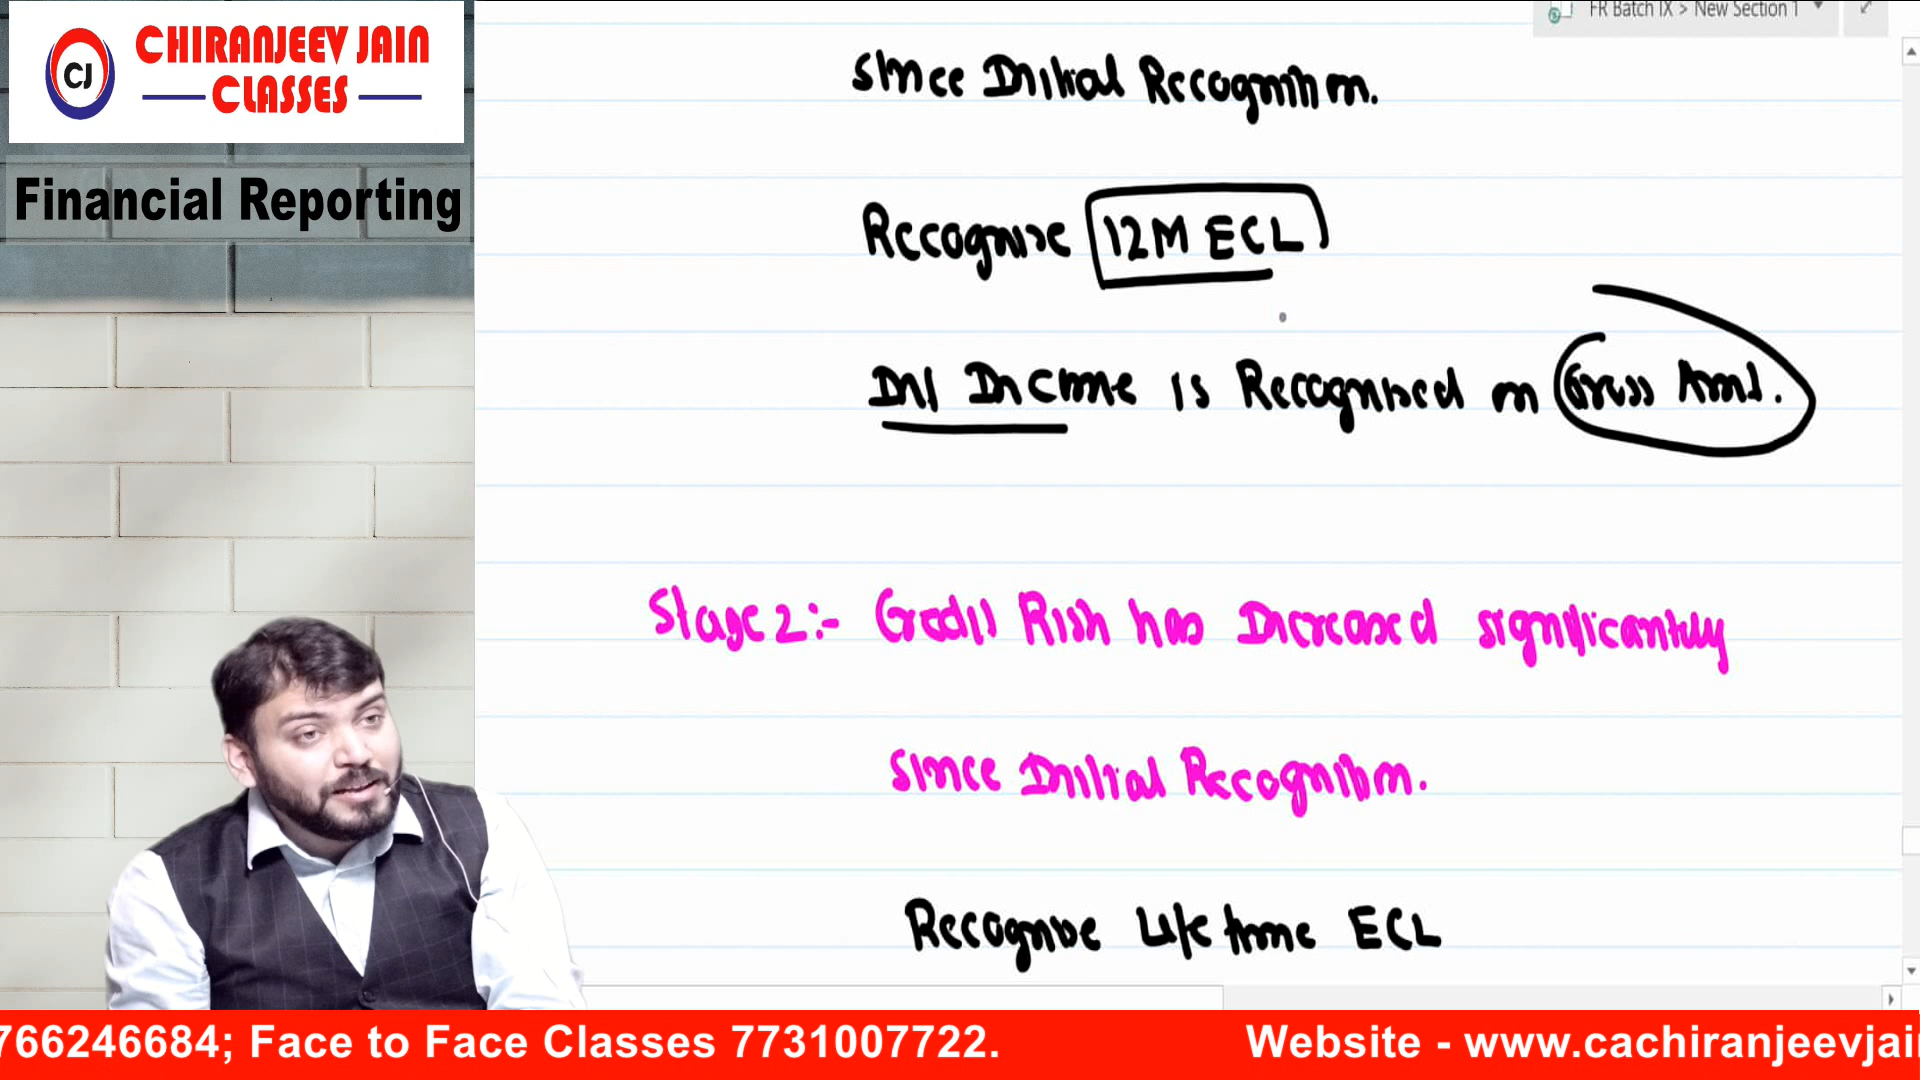 CHIRANJEEV JAIN
CLASSES
CJ
Financial Reporting
FR Batch IX > New Section 1
Since Initial Recognition.
Recognise 12M ECL
Int Income is Recognised on Gross Amt.
Stage 2:- Credit Risk has Increased significantly
since Initial Recognition.
Recognise Life time ECL
766246684; Face to Face Classes 7731007722.
Website - www.cachiranjeevjai